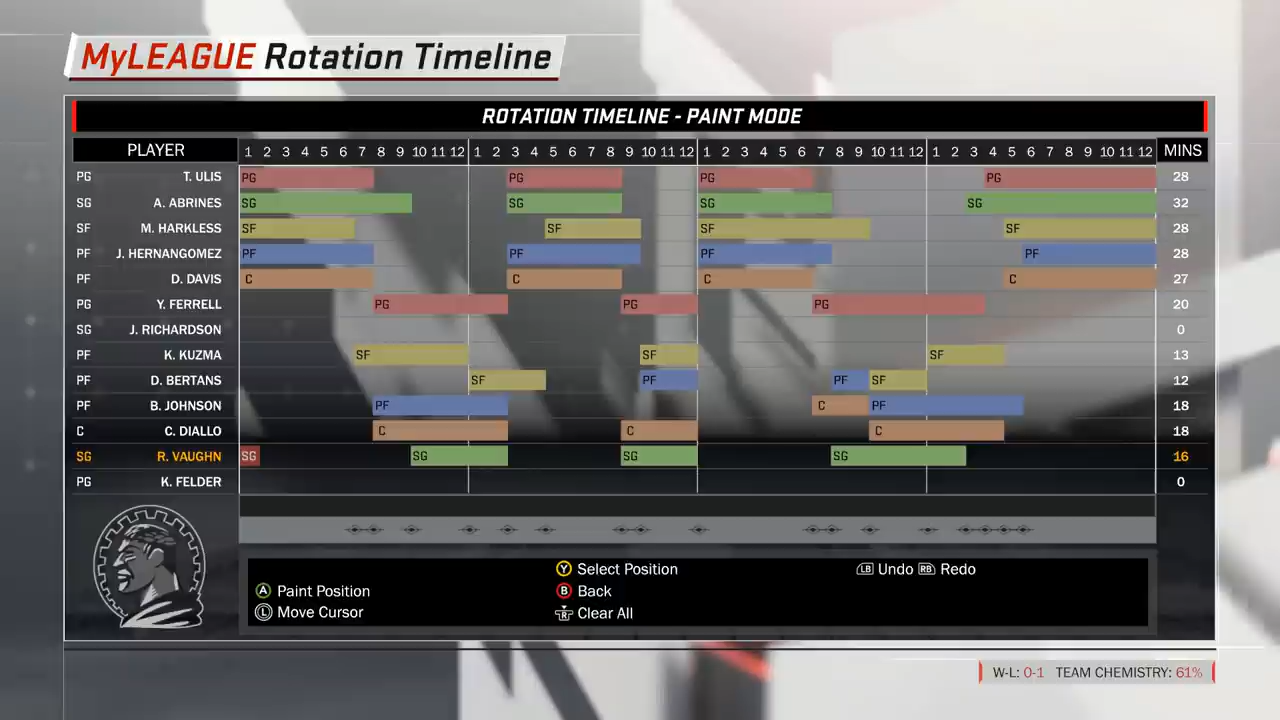 MyLEAGUE Rotation Timeline
ROTATION TIMELINE - PAINT MODE
PLAYER 1 2 3 4 5 6 7 8 9 10 11 12 1 2 3 4 5 6 7 8 9 10 11 12 1 2 3 4 5 6 7 8 9 10 11 12 1 2 3 4 5 6 7 8 9 10 11 12 MINS
PG T. ULIS PG PG PG PG 28
SG A. ABRINES SG SG SG SG 32
SF M. HARKLESS SF SF SF SF 28
PF J. HERNANGOMEZ PF PF PF PF 28
PF D. DAVIS C C C C 27
PG Y. FERRELL PG PG PG 20
SG J. RICHARDSON 0
PF K. KUZMA SF SF SF 13
PF D. BERTANS SF PF PF SF 12
PF B. JOHNSON PF C PF 18
C C. DIALLO C C C 18
SG R. VAUGHN SG SG SG SG 16
PG K. FELDER 0
Y Select Position LB Undo RB Redo
A Paint Position B Back
L Move Cursor R Clear All
W-L: 0-1 TEAM CHEMISTRY: 61%